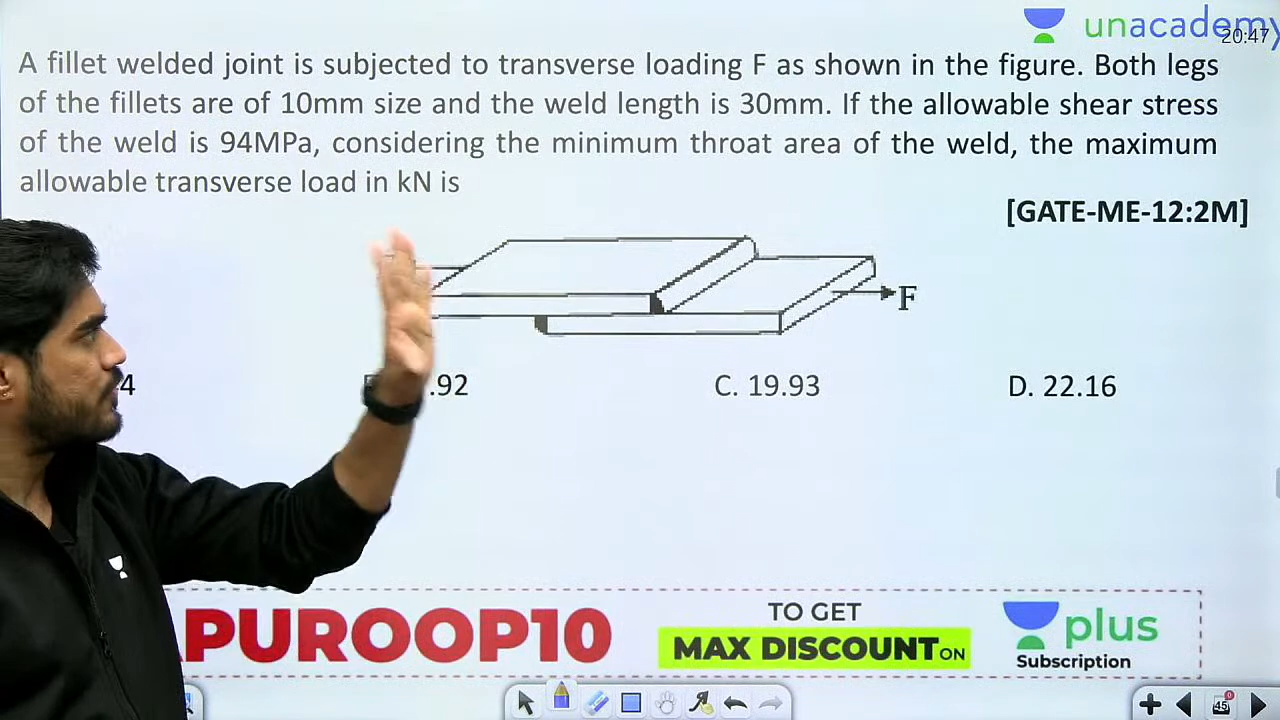 unacademy
20:47
A fillet welded joint is subjected to transverse loading F as shown in the figure. Both legs
of the fillets are of 10mm size and the weld length is 30mm. If the allowable shear stress
of the weld is 94MPa, considering the minimum throat area of the weld, the maximum
allowable transverse load in kN is
[GATE-ME-12:2M]
F
4
.92
C. 19.93
D. 22.16
PUROOP10
TO GET
MAX DISCOUNT ON
plus
Subscription
45
0